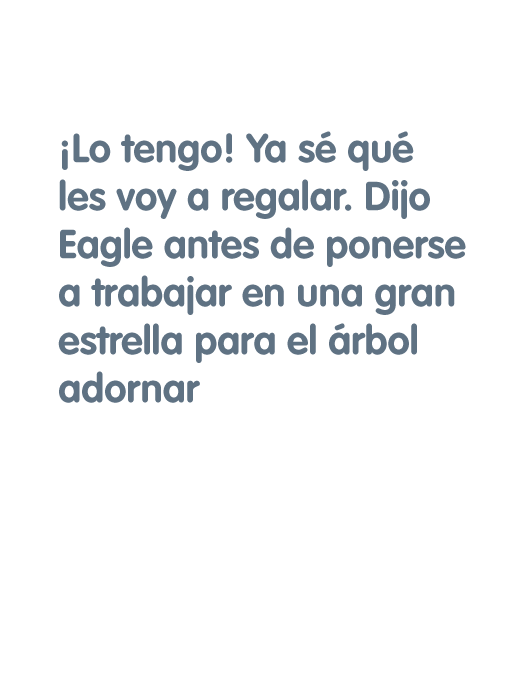 ¡Lo tengo! Ya sé qué
les voy a regalar. Dijo
Eagle antes de ponerse
a trabajar en una gran
estrella para el árbol
adornar